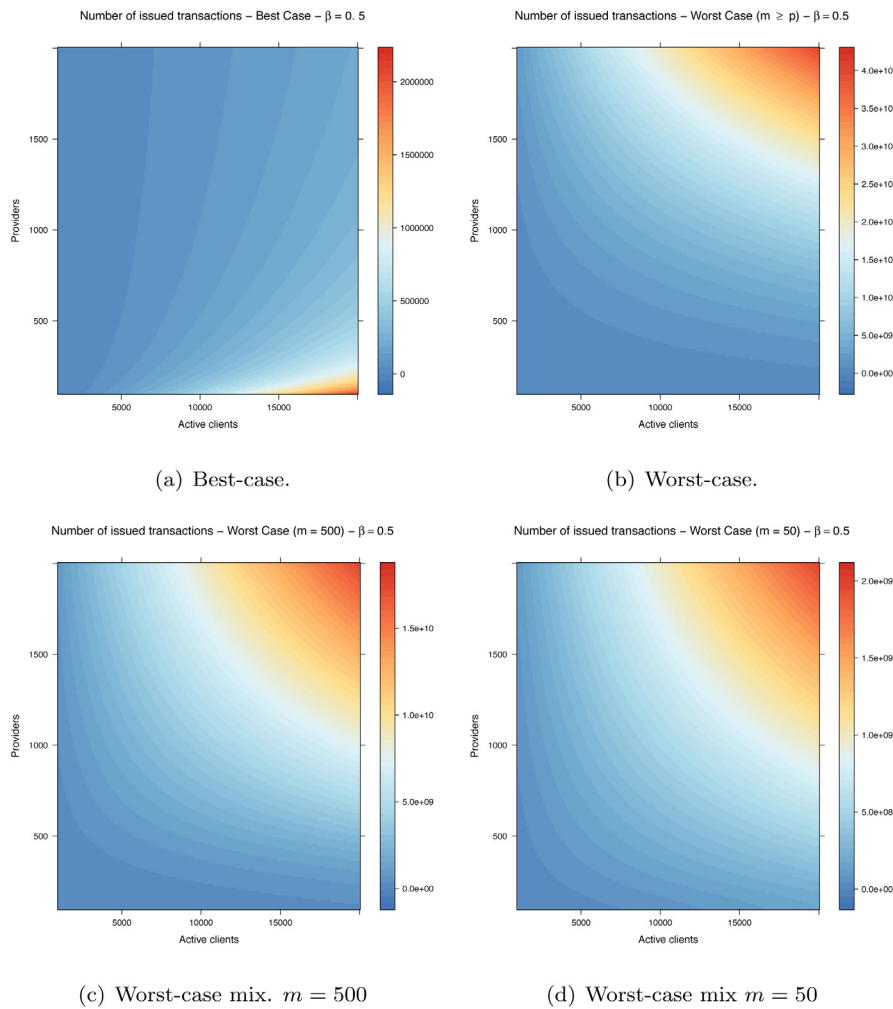 Number of issued transactions – Best Case – β = 0. 5
Providers
1500
1000
500
5000
10000
15000
Active clients
2000000
1500000
1000000
500000
0
(a) Best-case.
Number of issued transactions – Worst Case (m ≥ p) – β = 0.5
Providers
1500
1000
500
5000
10000
15000
Active clients
4.0e+10
3.5e+10
3.0e+10
2.5e+10
2.0e+10
1.5e+10
1.0e+10
5.0e+09
0.0e+00
(b) Worst-case.
Number of issued transactions – Worst Case (m = 500) – β = 0.5
Providers
1500
1000
500
5000
10000
15000
Active clients
1.5e+10
1.0e+10
5.0e+09
0.0e+00
(c) Worst-case mix. m = 500
Number of issued transactions – Worst Case (m = 50) – β = 0.5
Providers
1500
1000
500
5000
10000
15000
Active clients
2.0e+09
1.5e+09
1.0e+09
5.0e+08
0.0e+00
(d) Worst-case mix m = 50